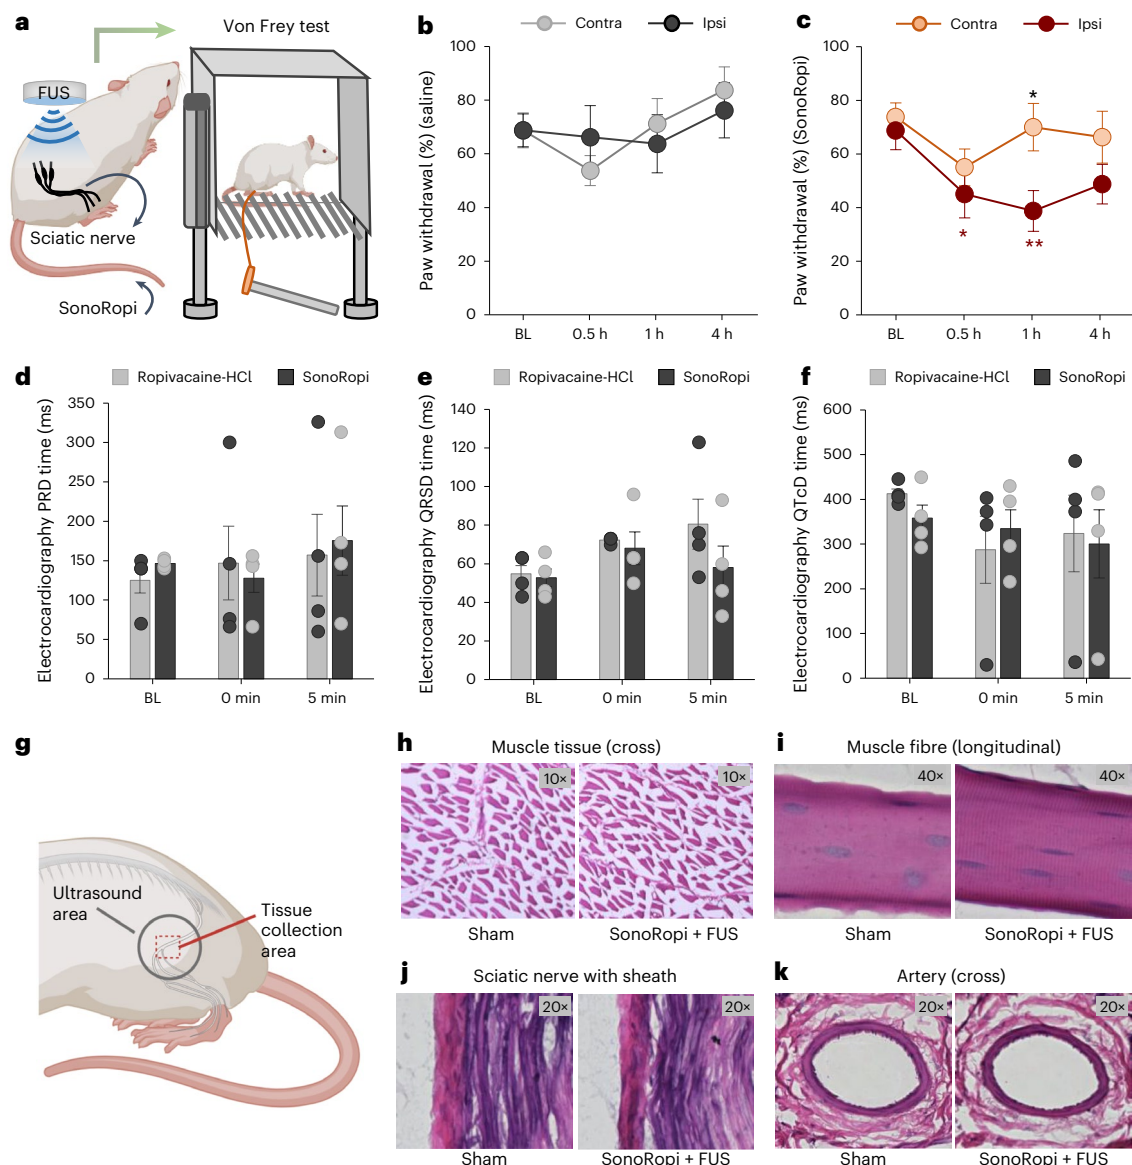 a
Von Frey test
FUS
Sciatic nerve
SonoRopi
b
Contra
Ipsi
Paw withdrawal (%) (saline)
100
80
60
40
20
0
BL
0.5 h
1 h
4 h
c
Contra
Ipsi
Paw withdrawal (%) (SonoRopi)
100
80
60
40
20
0
*
*
**
BL
0.5 h
1 h
4 h
d
Ropivacaine-HCl
SonoRopi
Electrocardiography PRD time (ms)
350
300
250
200
150
100
50
0
BL
0 min
5 min
e
Ropivacaine-HCl
SonoRopi
Electrocardiography QRSD time (ms)
140
120
100
80
60
40
20
0
BL
0 min
5 min
f
Ropivacaine-HCl
SonoRopi
Electrocardiography QTcD time (ms)
600
500
400
300
200
100
0
BL
0 min
5 min
g
Ultrasound
area
Tissue
collection
area
h
Muscle tissue (cross)
10×
10×
Sham
SonoRopi + FUS
i
Muscle fibre (longitudinal)
40×
40×
Sham
SonoRopi + FUS
j
Sciatic nerve with sheath
20×
20×
Sham
SonoRopi + FUS
k
Artery (cross)
20×
20×
Sham
SonoRopi + FUS